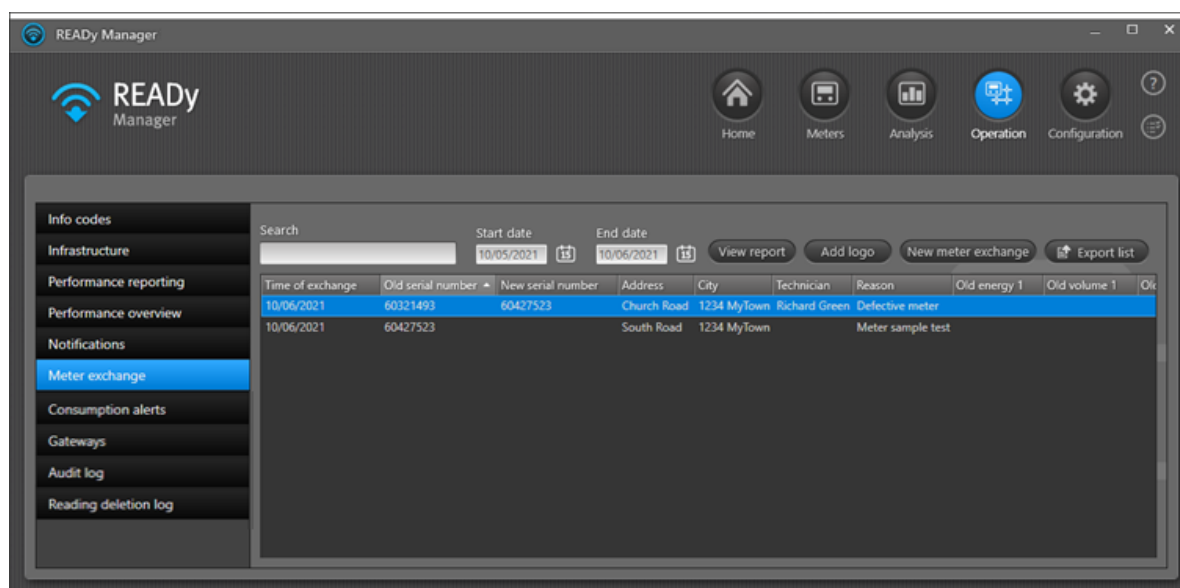 READy Manager
READy
Manager
Home Meters Analysis Operation Configuration
Info codes
Infrastructure
Performance reporting
Performance overview
Notifications
Meter exchange
Consumption alerts
Gateways
Audit log
Reading deletion log
Search Start date End date
10/05/2021 15 10/06/2021 15 View report Add logo New meter exchange Export list
Time of exchange Old serial number New serial number Address City Technician Reason Old energy 1 Old volume 1
10/06/2021 60321493 60427523 Church Road 1234 MyTown Richard Green Defective meter
10/06/2021 60427523 South Road 1234 MyTown Meter sample test